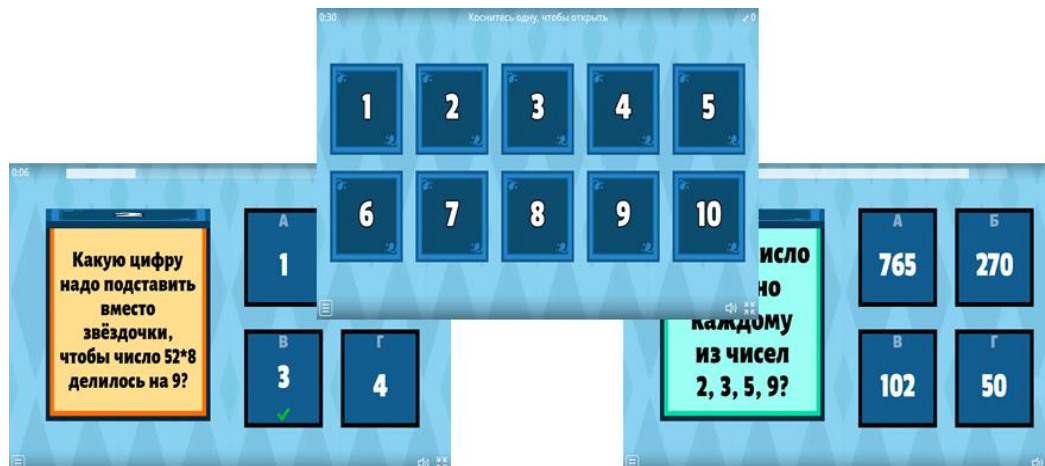 0:30 Коснитесь одну, чтобы открыть ✓0
1 2 3 4 5
6 7 8 9 10
0:06
Какую цифру
надо подставить
вместо
звёздочки,
чтобы число 52*8
делилось на 9?
А
1
В
3
Г
4
каждому
из чисел
2, 3, 5, 9?
А
765
Б
270
В
102
Г
50